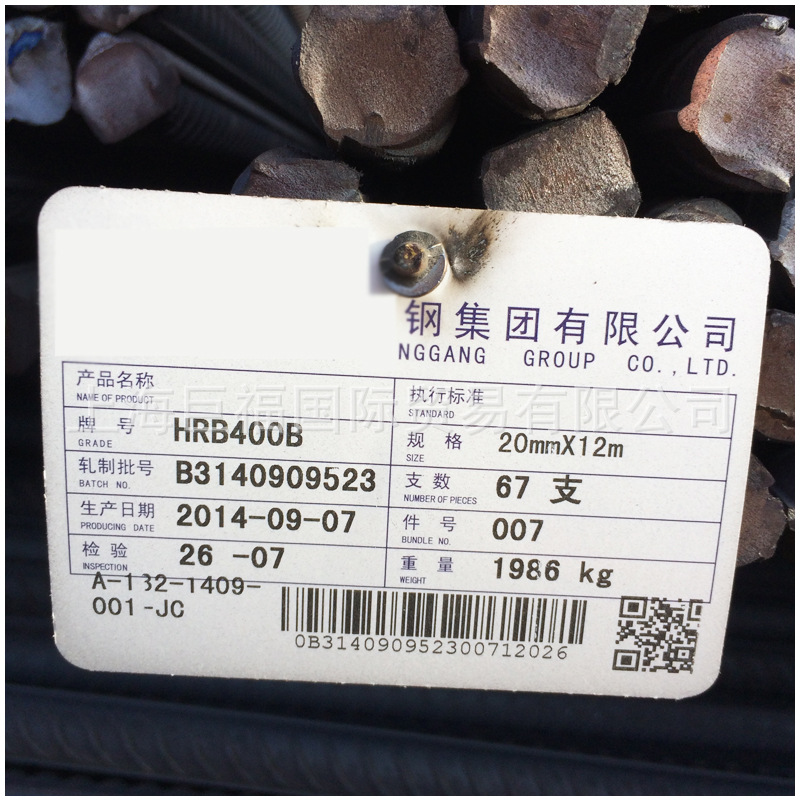 钢集团有限公司
NGGANG GROUP CO.,LTD.
产品名称
NAME OF PRODUCT
执行标准
STANDARD
上海巨福国际贸易有限公司
牌 号 HRB400B
GRADE
规 格 20mmX12m
SIZE
轧制批号 B3140909523
BATCH NO.
支 数 67 支
NUMBER OF PIECES
生产日期 2014-09-07
PRODUCING DATE
件 号 007
BUNDLE NO.
检 验 26 -07
INSPECTION
重 量 1986 kg
WEIGHT
A-132-1409-
001-JC
0B314090952300712026